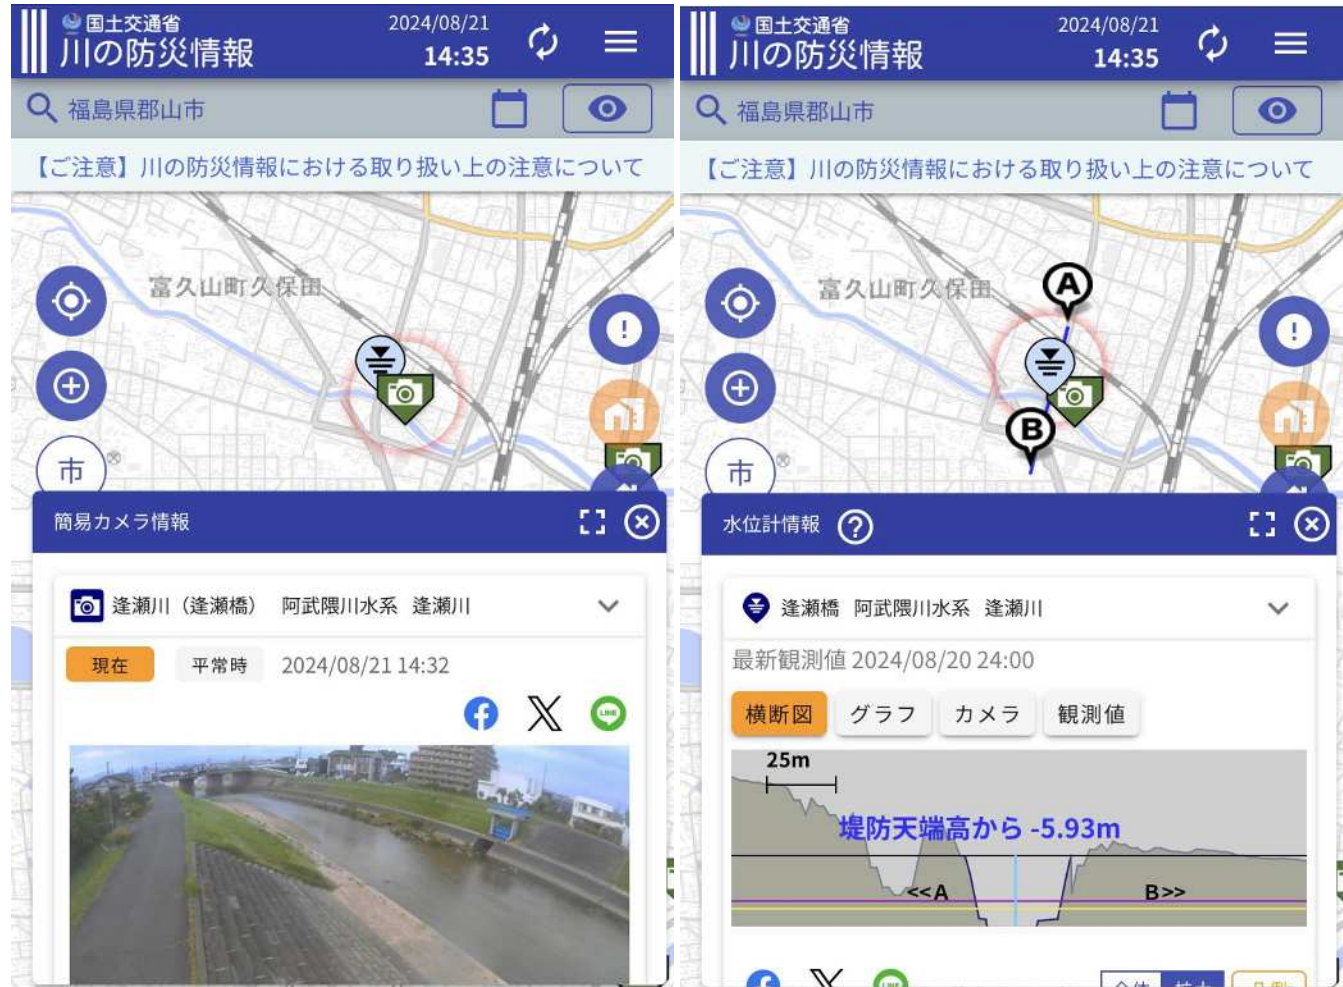 国土交通省
川の防災情報
2024/08/21
14:35
福島県郡山市
【ご注意】川の防災情報における取り扱い上の注意について
富久山町久保田
市
簡易カメラ情報
逢瀬川（逢瀬橋） 阿武隈川水系 逢瀬川
現在 平常時 2024/08/21 14:32
LINE
国土交通省
川の防災情報
2024/08/21
14:35
福島県郡山市
【ご注意】川の防災情報における取り扱い上の注意について
富久山町久保田
A
B
市
水位計情報 ?
逢瀬橋 阿武隈川水系 逢瀬川
最新観測値 2024/08/20 24:00
横断図 グラフ カメラ 観測値
25m
堤防天端高から -5.93m
<<A B>>